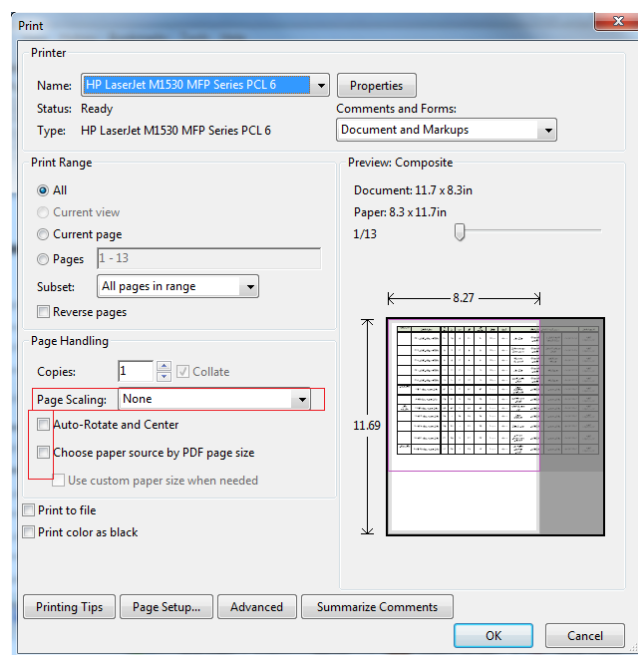 Print
Printer
Name: HP LaserJet M1530 MFP Series PCL 6
Properties
Status: Ready
Comments and Forms:
Type: HP LaserJet M1530 MFP Series PCL 6
Document and Markups
Print Range
Preview: Composite
All
Document: 11.7 x 8.3in
Current view
Paper: 8.3 x 11.7in
Current page
1/13
Pages 1 - 13
Subset: All pages in range
Reverse pages
8.27
Page Handling
Copies: 1 Collate
Page Scaling: None
Auto-Rotate and Center
11.69
Choose paper source by PDF page size
Use custom paper size when needed
Print to file
Print color as black
Printing Tips
Page Setup...
Advanced
Summarize Comments
OK
Cancel